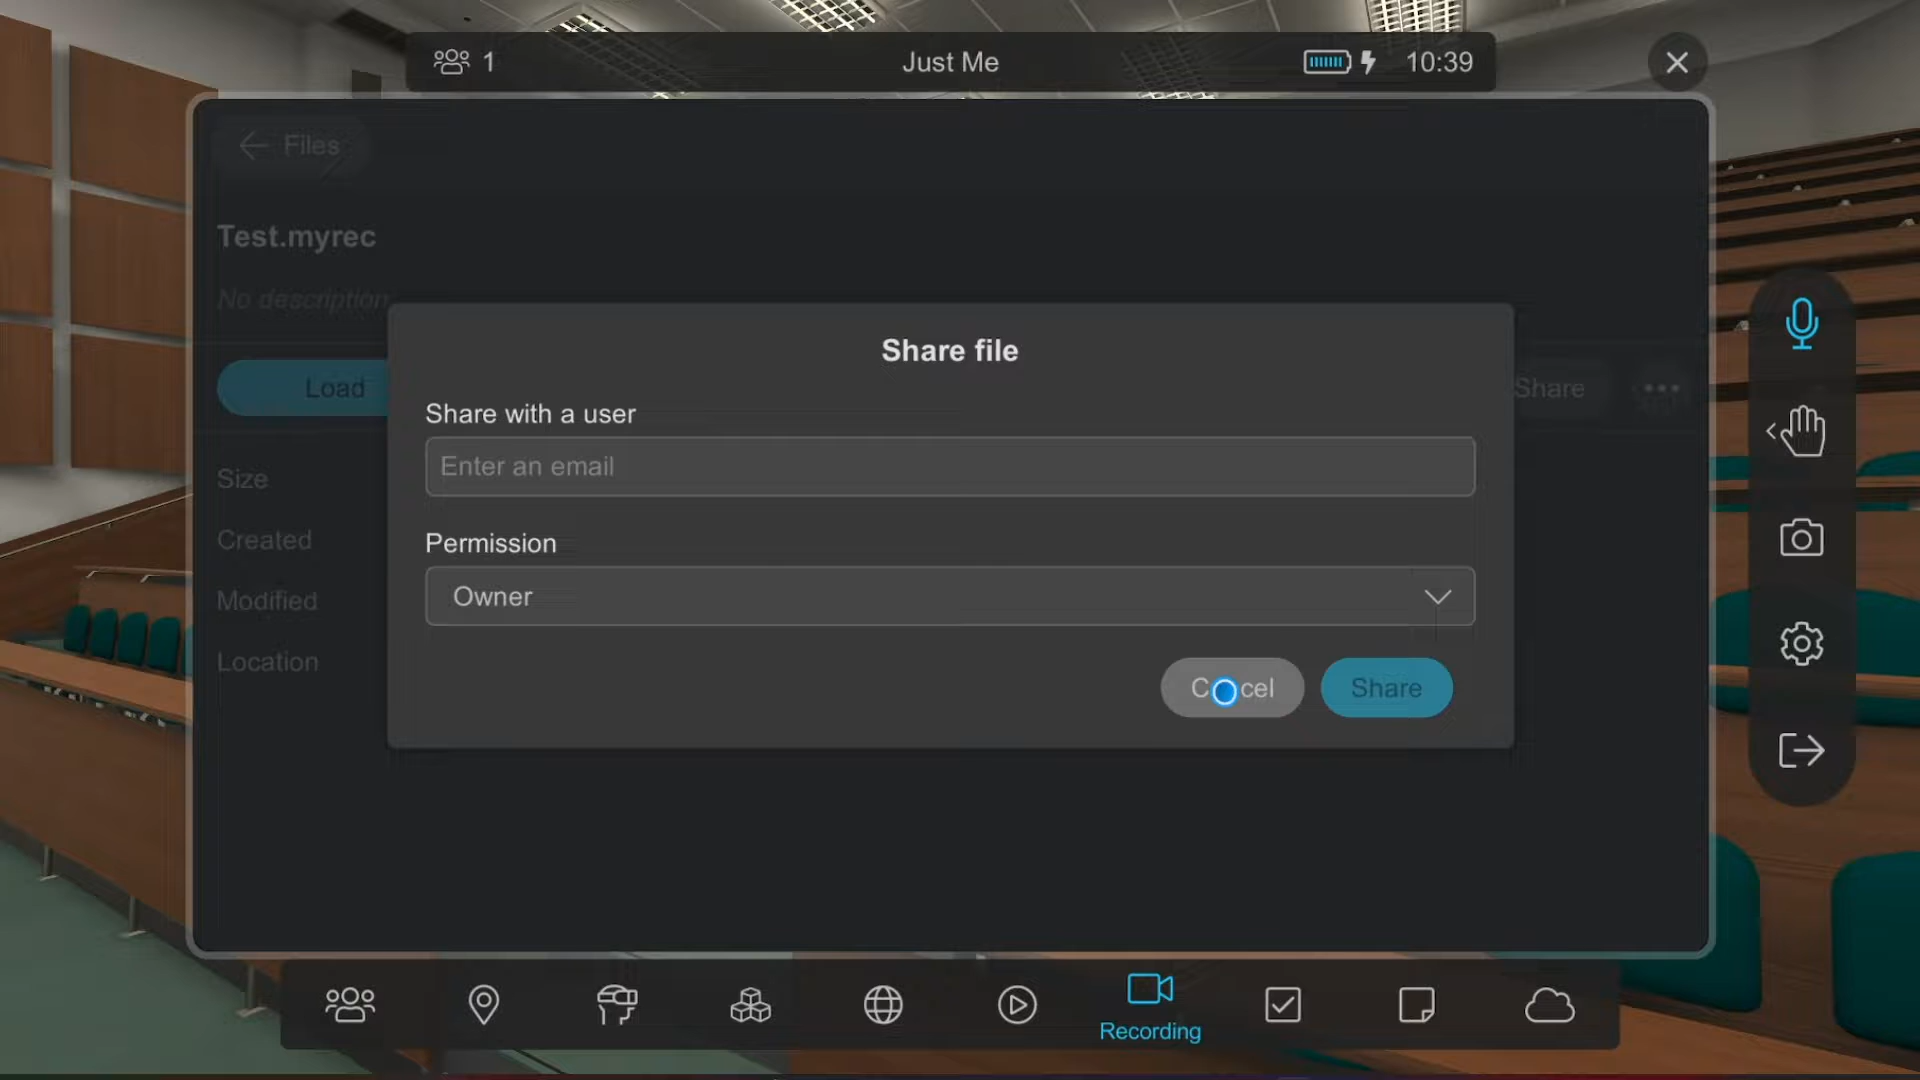 1
Just Me
10:39
Files
Test.myrec
No description
Load
Share
Share file
Share with a user
Enter an email
Permission
Owner
Size
Created
Modified
Location
Share
Recording